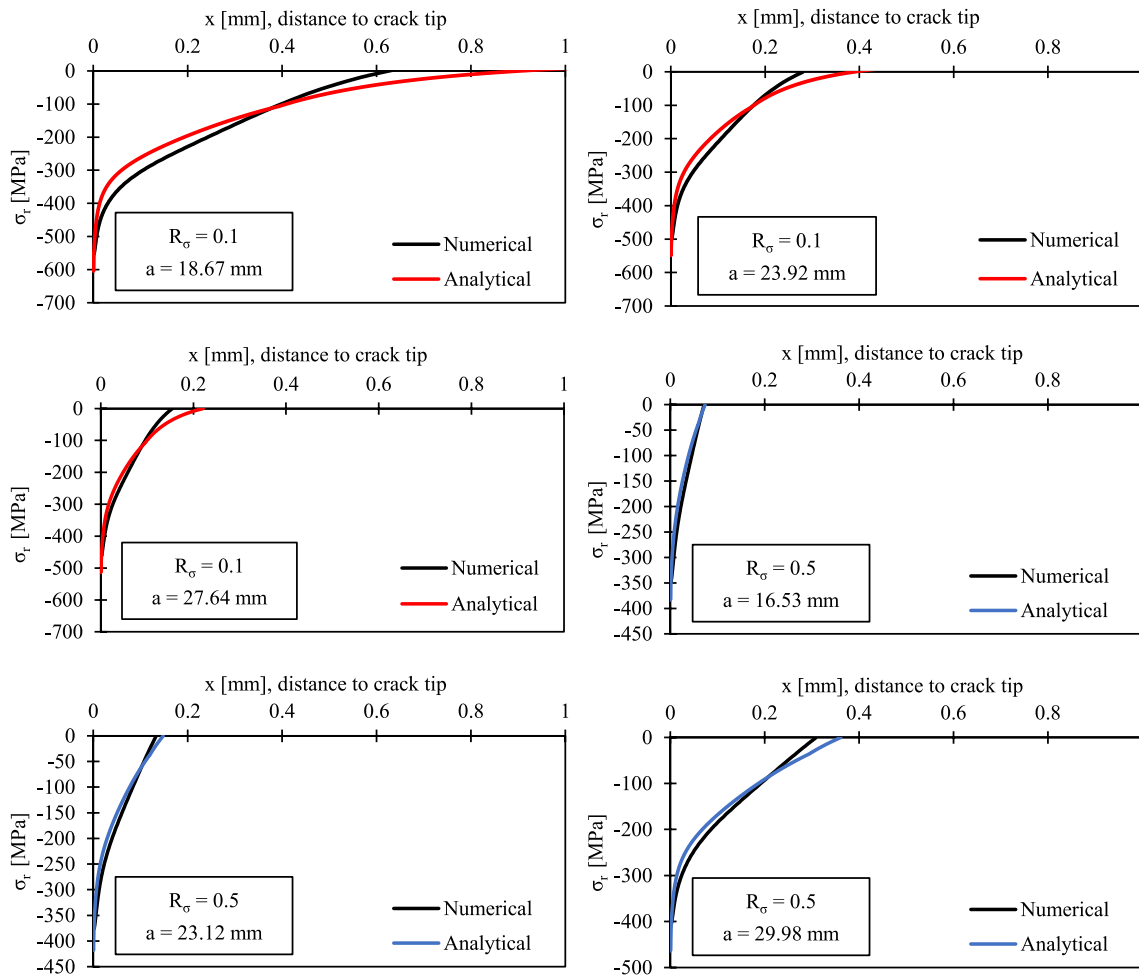 x [mm], distance to crack tip
0 0.2 0.4 0.6 0.8 1
0
-100
-200
-300
-400
-500
-600
-700
σr [MPa]
Rσ = 0.1
a = 18.67 mm
Numerical
Analytical
x [mm], distance to crack tip
0 0.2 0.4 0.6 0.8
0
-100
-200
-300
-400
-500
-600
-700
σr [MPa]
Rσ = 0.1
a = 23.92 mm
Numerical
Analytical
x [mm], distance to crack tip
0 0.2 0.4 0.6 0.8 1
0
-100
-200
-300
-400
-500
-600
-700
σr [MPa]
Rσ = 0.1
a = 27.64 mm
Numerical
Analytical
x [mm], distance to crack tip
0 0.2 0.4 0.6 0.8
0
-50
-100
-150
-200
-250
-300
-350
-400
-450
σr [MPa]
Rσ = 0.5
a = 16.53 mm
Numerical
Analytical
x [mm], distance to crack tip
0 0.2 0.4 0.6 0.8 1
0
-50
-100
-150
-200
-250
-300
-350
-400
-450
σr [MPa]
Rσ = 0.5
a = 23.12 mm
Numerical
Analytical
x [mm], distance to crack tip
0 0.2 0.4 0.6 0.8
0
-100
-200
-300
-400
-500
σr [MPa]
Rσ = 0.5
a = 29.98 mm
Numerical
Analytical